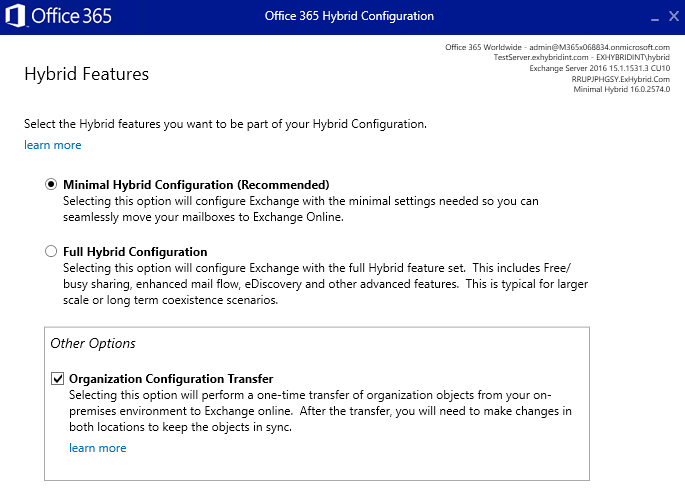 Office 365
Office 365 Hybrid Configuration
Office 365 Worldwide - admin@M365x068834.onmicrosoft.com
TestServer.exhybridint.com - EXHYBRIDINT\hybrid
Exchange Server 2016 15.1.1531.3 CU10
RRUPJPHGSY.ExHybrid.Com
Minimal Hybrid 16.0.2574.0
Hybrid Features
Select the Hybrid features you want to be part of your Hybrid Configuration.
learn more
Minimal Hybrid Configuration (Recommended)
Selecting this option will configure Exchange with the minimal settings needed so you can
seamlessly move your mailboxes to Exchange Online.
Full Hybrid Configuration
Selecting this option will configure Exchange with the full Hybrid feature set.  This includes Free/
busy sharing, enhanced mail flow, eDiscovery and other advanced features.  This is typical for larger
scale or long term coexistence scenarios.
Other Options
Organization Configuration Transfer
Selecting this option will perform a one-time transfer of organization objects from your on-
premises environment to Exchange online.  After the transfer, you will need to make changes in
both locations to keep the objects in sync.
learn more